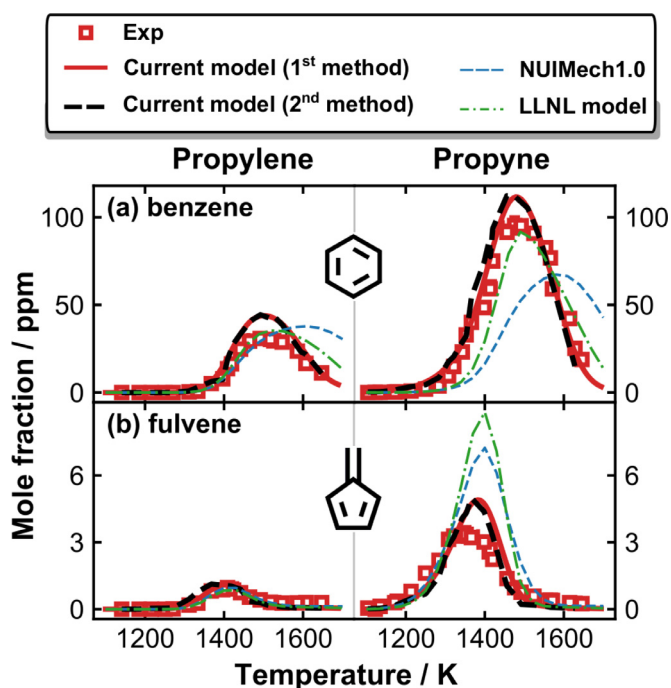 Exp
Current model (1st method)
Current model (2nd method)
NUIMech1.0
LLNL model
Propylene
Propyne
(a) benzene
(b) fulvene
Mole fraction / ppm
100
50
0
6
3
0
100
50
0
6
3
0
1200
1400
1600
1200
1400
1600
Temperature / K